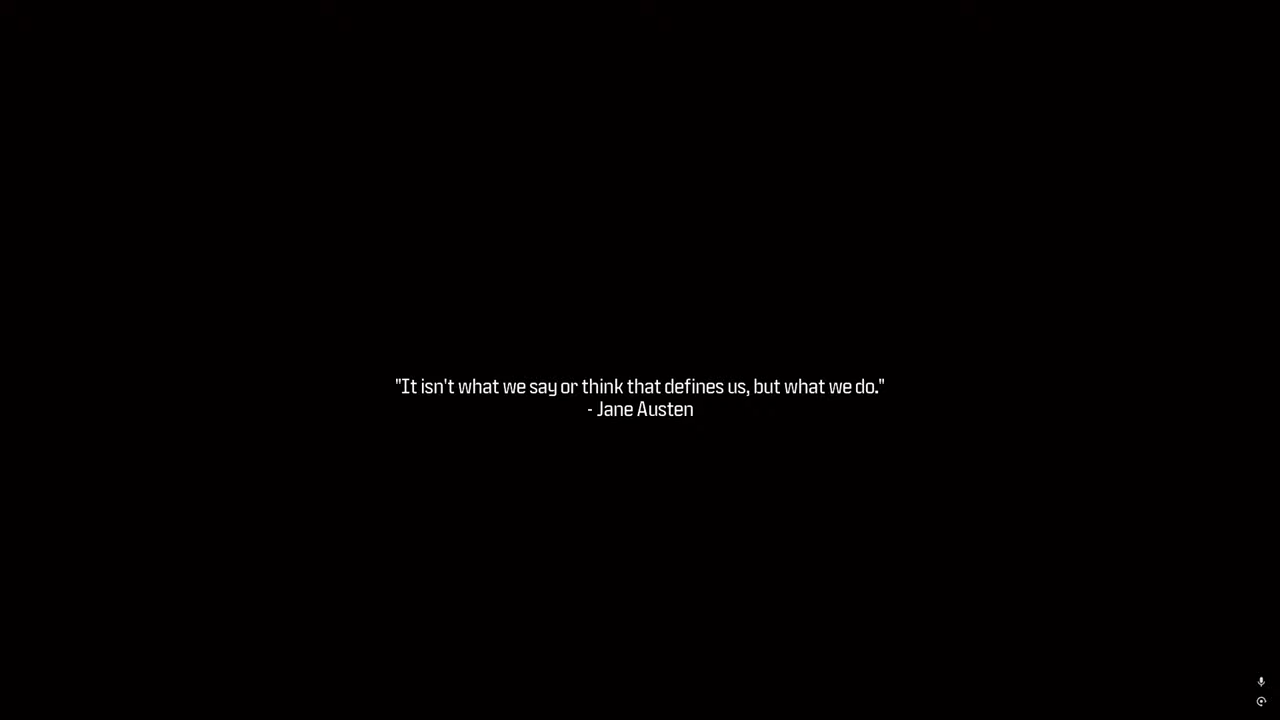 "It isn't what we say or think that defines us, but what we do."
- Jane Austen